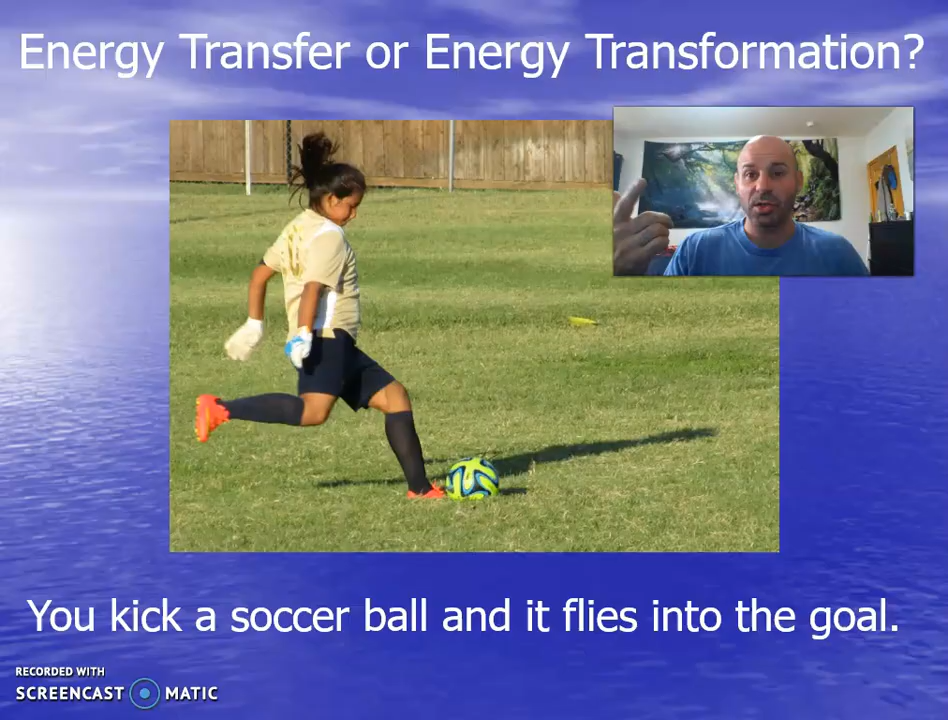 Energy Transfer or Energy Transformation?
You kick a soccer ball and it flies into the goal.
RECORDED WITH
SCREENCAST MATIC